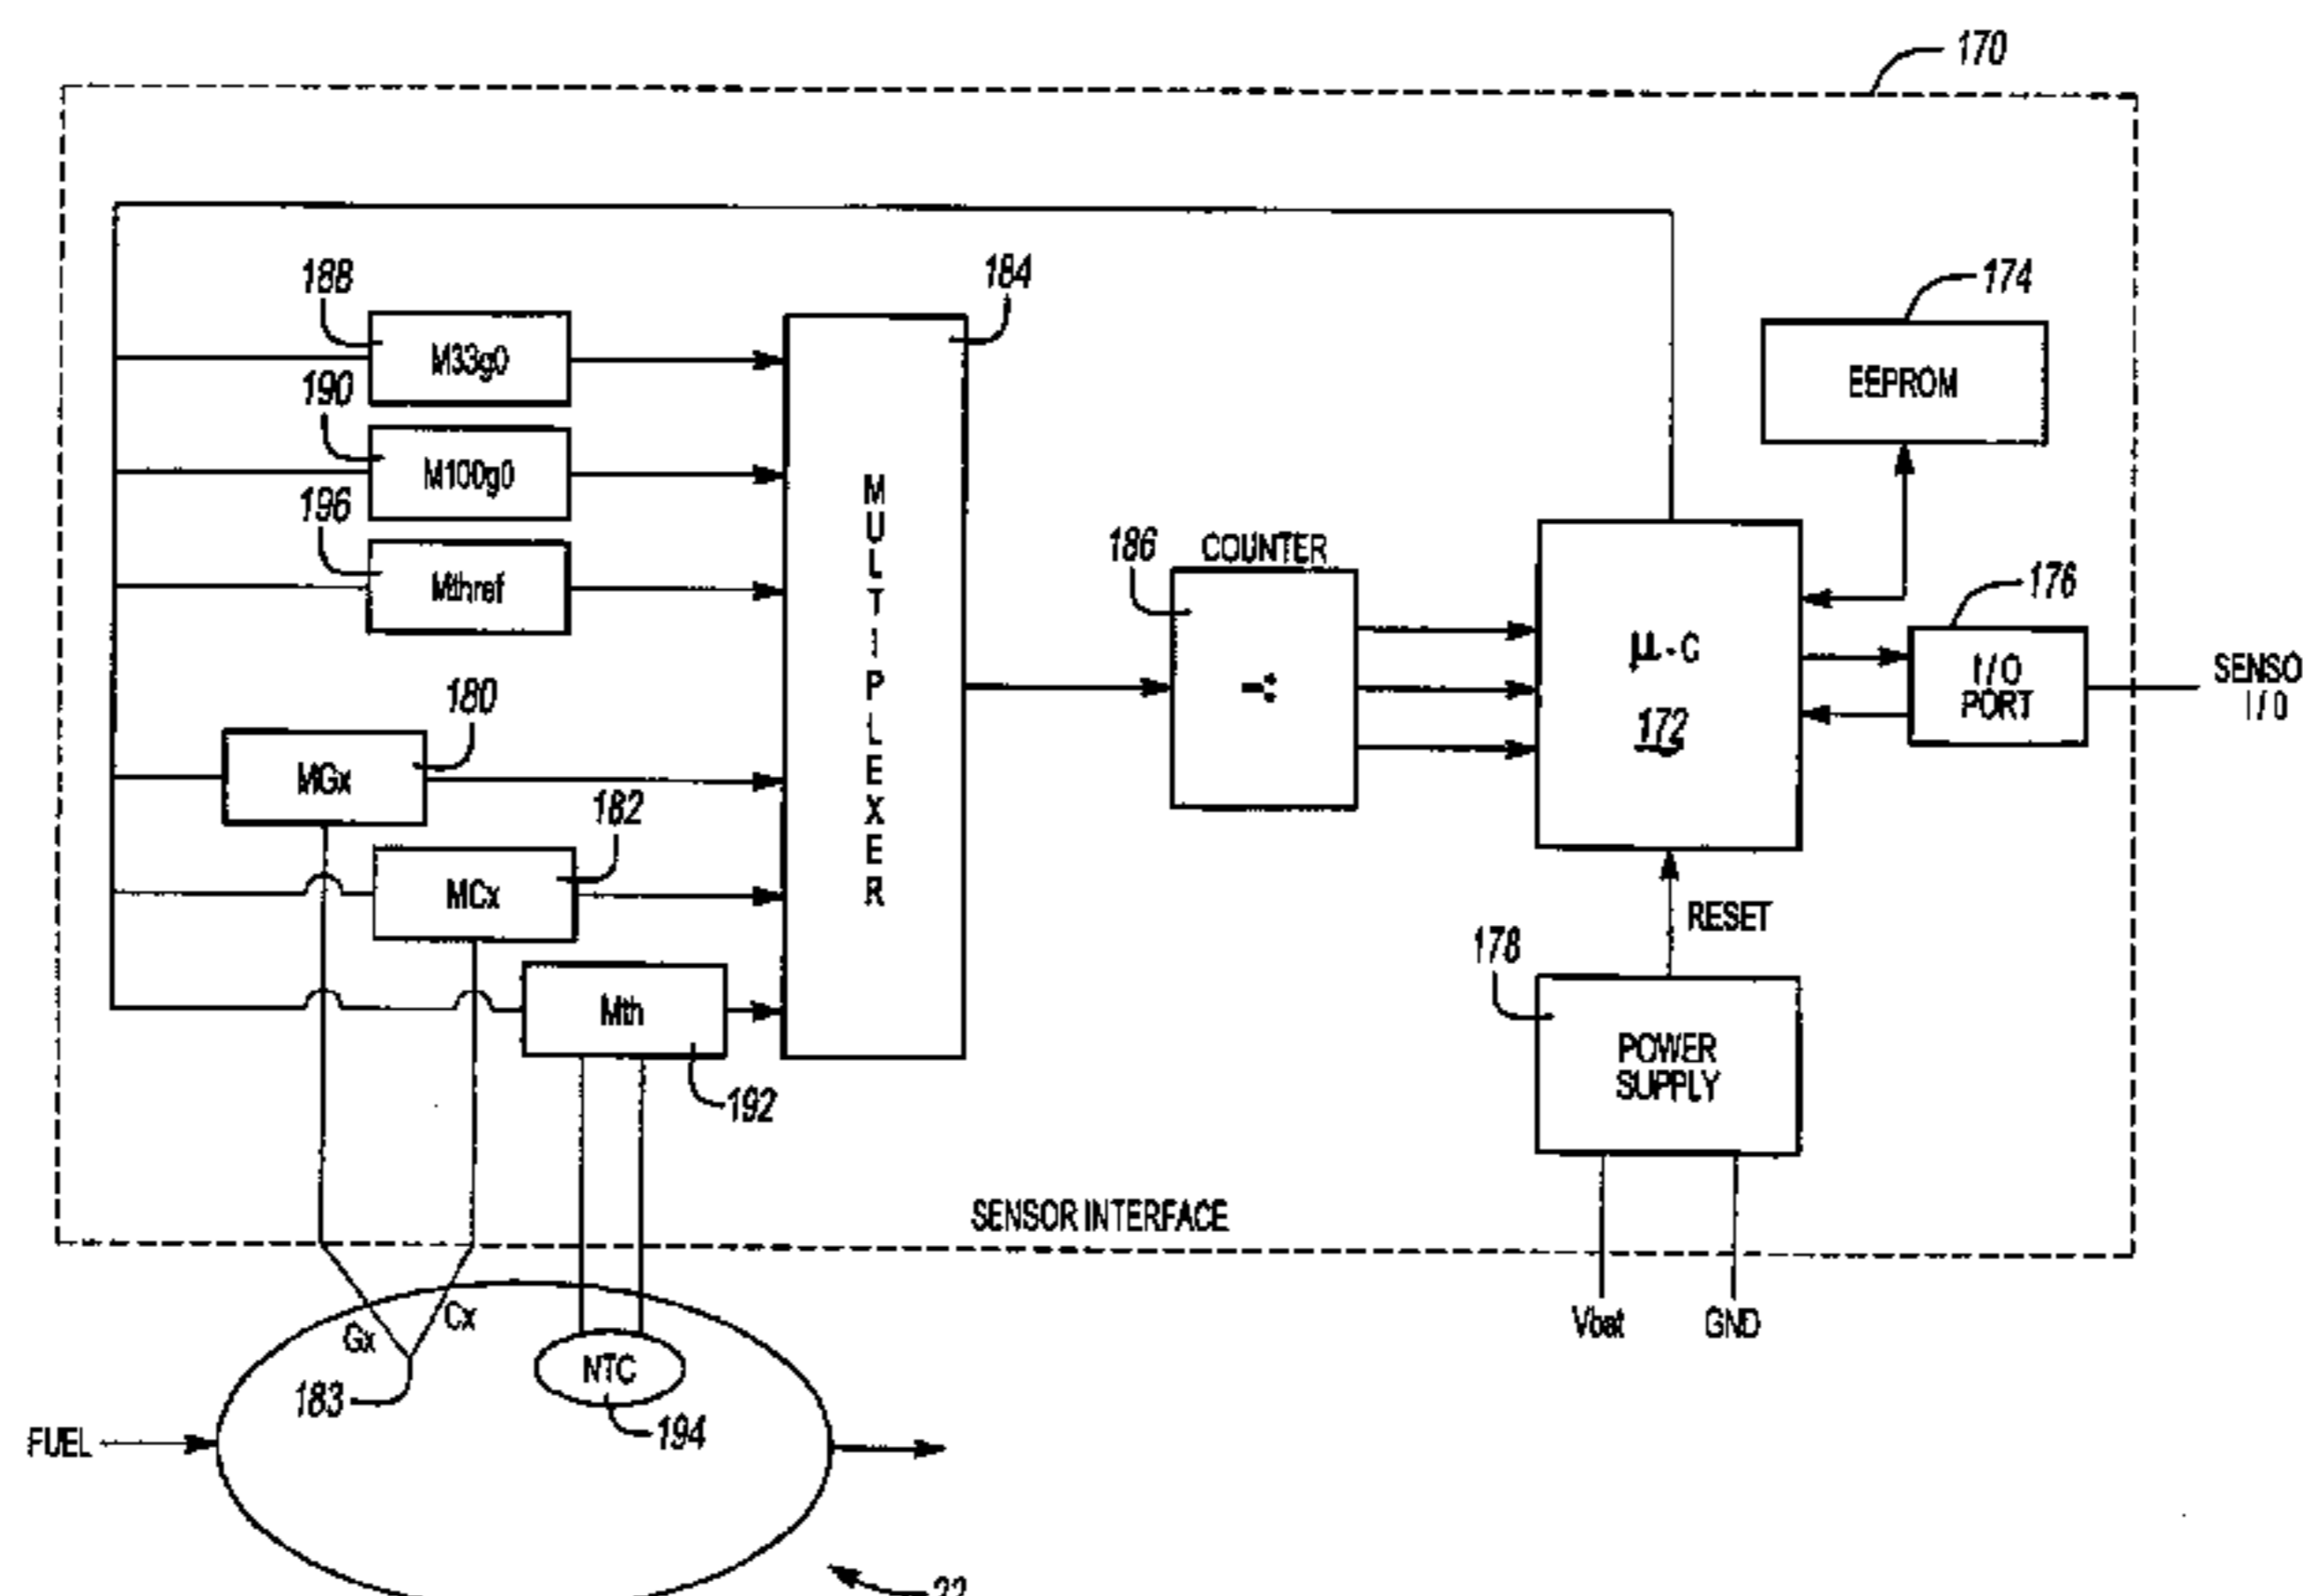 170
188
M33g0
184
174
EEPROM
190
M100g0
196
Mthref
MULTIPLEXER
186
COUNTER
÷
µ-C
172
176
I/O
PORT
SENSO
I/O
180
MGx
182
MCx
RESET
178
Mth
192
POWER
SUPPLY
SENSOR INTERFACE
Vbat
GND
Gx
Cx
183
NTC
194
FUEL